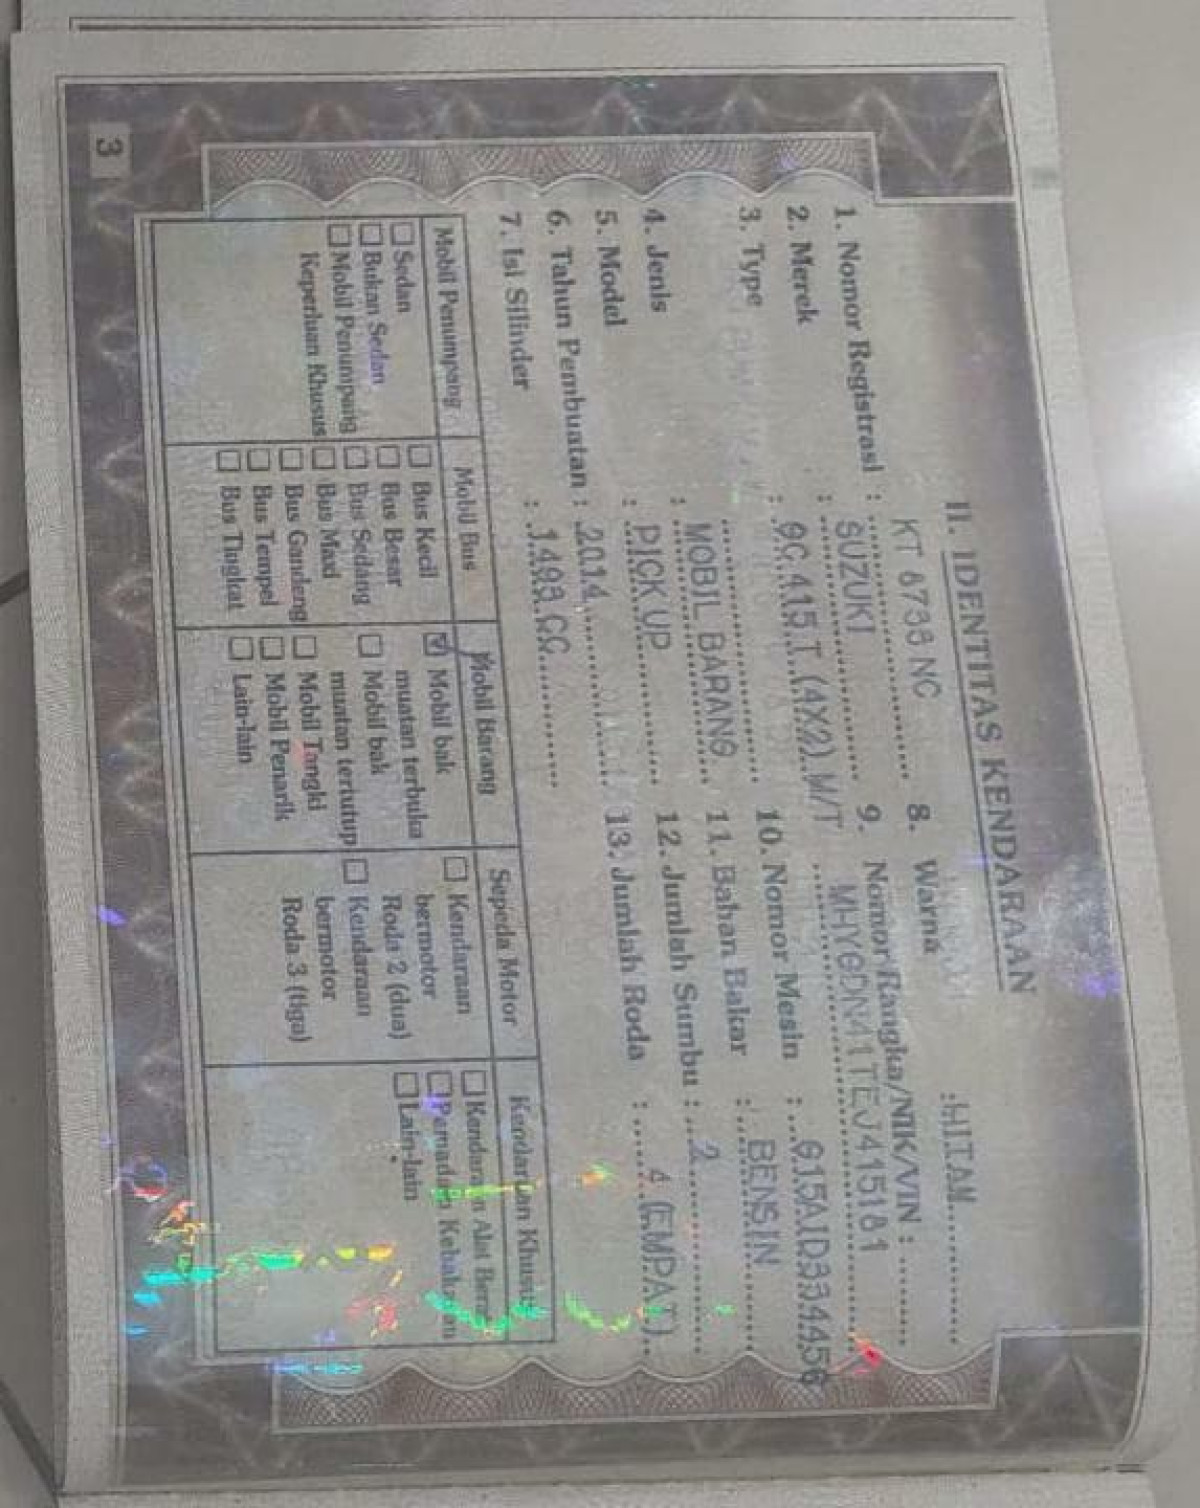 II. IDENTITAS KENDARAAN
1. Nomor Registrasi : KT 8738 NC
2. Merek : SUZUKI
3. Type : GC 415 T (4X2) M/T
4. Jenis : MOBIL BARANG
5. Model : PICK UP
6. Tahun Pembuatan : 2014
7. Isi Silinder : 1493 CC
8. Warna : HITAM
9. Nomor Rangka/NIK/VIN :
MHYGDN41TEJ415181
10. Nomor Mesin : G15AID334456
11. Bahan Bakar : BENSIN
12. Jumlah Sumbu : 2
13. Jumlah Roda : 4 (EMPAT)
Mobil Penumpang
☐ Sedan
☐ Bukan Sedan
☐ Mobil Penumpang
Keperluan Khusus
Mobil Bus
☐ Bus Kecil
☐ Bus Besar
☐ Bus Sedang
☐ Bus Maxi
☐ Bus Gandeng
☐ Bus Tempel
☐ Bus Tingkat
Mobil Barang
☑ Mobil bak
muatan terbuka
☐ Mobil bak
muatan tertutup
☐ Mobil Tangki
☐ Mobil Penarik
☐ Lain-lain
Sepeda Motor
☐ Kendaraan
bermotor
Roda 2 (dua)
☐ Kendaraan
bermotor
Roda 3 (tiga)
Kendaraan Khusus
☐ Kendaraan Alat Berat
☐ Pemadam Kebakaran
☐ Lain-lain
3